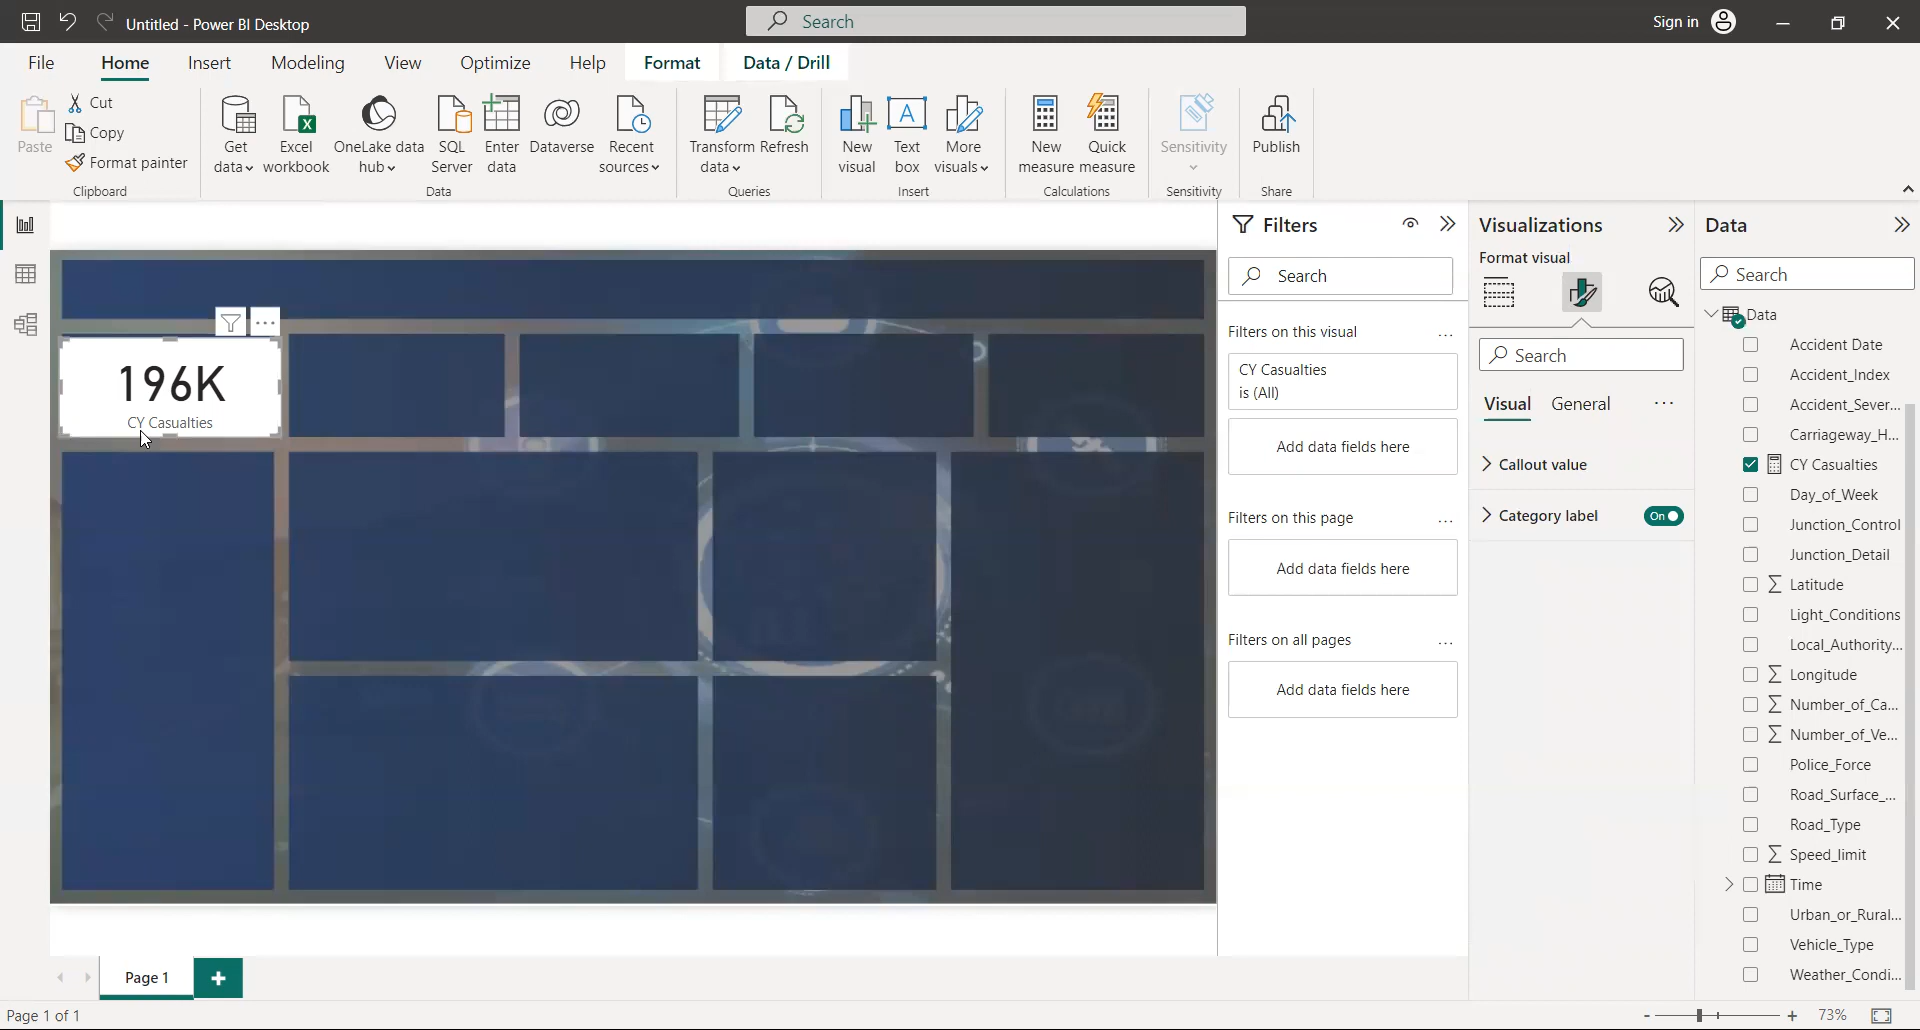 Untitled - Power BI Desktop
Search
Sign in
File
Home
Insert
Modeling
View
Optimize
Help
Format
Data / Drill
Paste
Cut
Copy
Format painter
Clipboard
Get data
Excel workbook
OneLake data hub
SQL Server
Enter data
Dataverse
Recent sources
Data
Transform data
Refresh
Queries
New visual
Text box
More visuals
Insert
New measure
Quick measure
Calculations
Sensitivity
Sensitivity
Publish
Share
196K
CY Casualties
Filters
Search
Filters on this visual
...
CY Casualties
is (All)
Add data fields here
Filters on this page
...
Add data fields here
Filters on all pages
...
Add data fields here
Visualizations
Format visual
Search
Visual
General
...
Callout value
Category label
On
Data
Search
Data
Accident Date
Accident_Index
Accident_Sever...
Carriageway_H...
CY Casualties
Day_of_Week
Junction_Control
Junction_Detail
Latitude
Light_Conditions
Local_Authority...
Longitude
Number_of_Ca...
Number_of_Ve...
Police_Force
Road_Surface_...
Road_Type
Speed_limit
Time
Urban_or_Rural...
Vehicle_Type
Weather_Condi...
Page 1
Page 1 of 1
73%